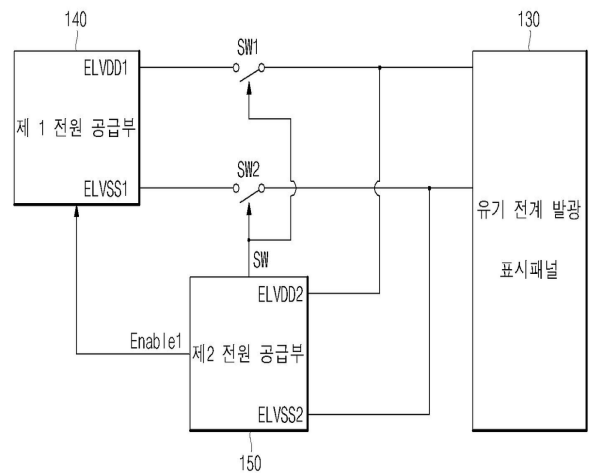 140
130
SW1
ELVDD1
제 1 전원 공급부
SW2
ELVSS1
유기 전계 발광
표시패널
SW
ELVDD2
Enable1
제2 전원 공급부
ELVSS2
150